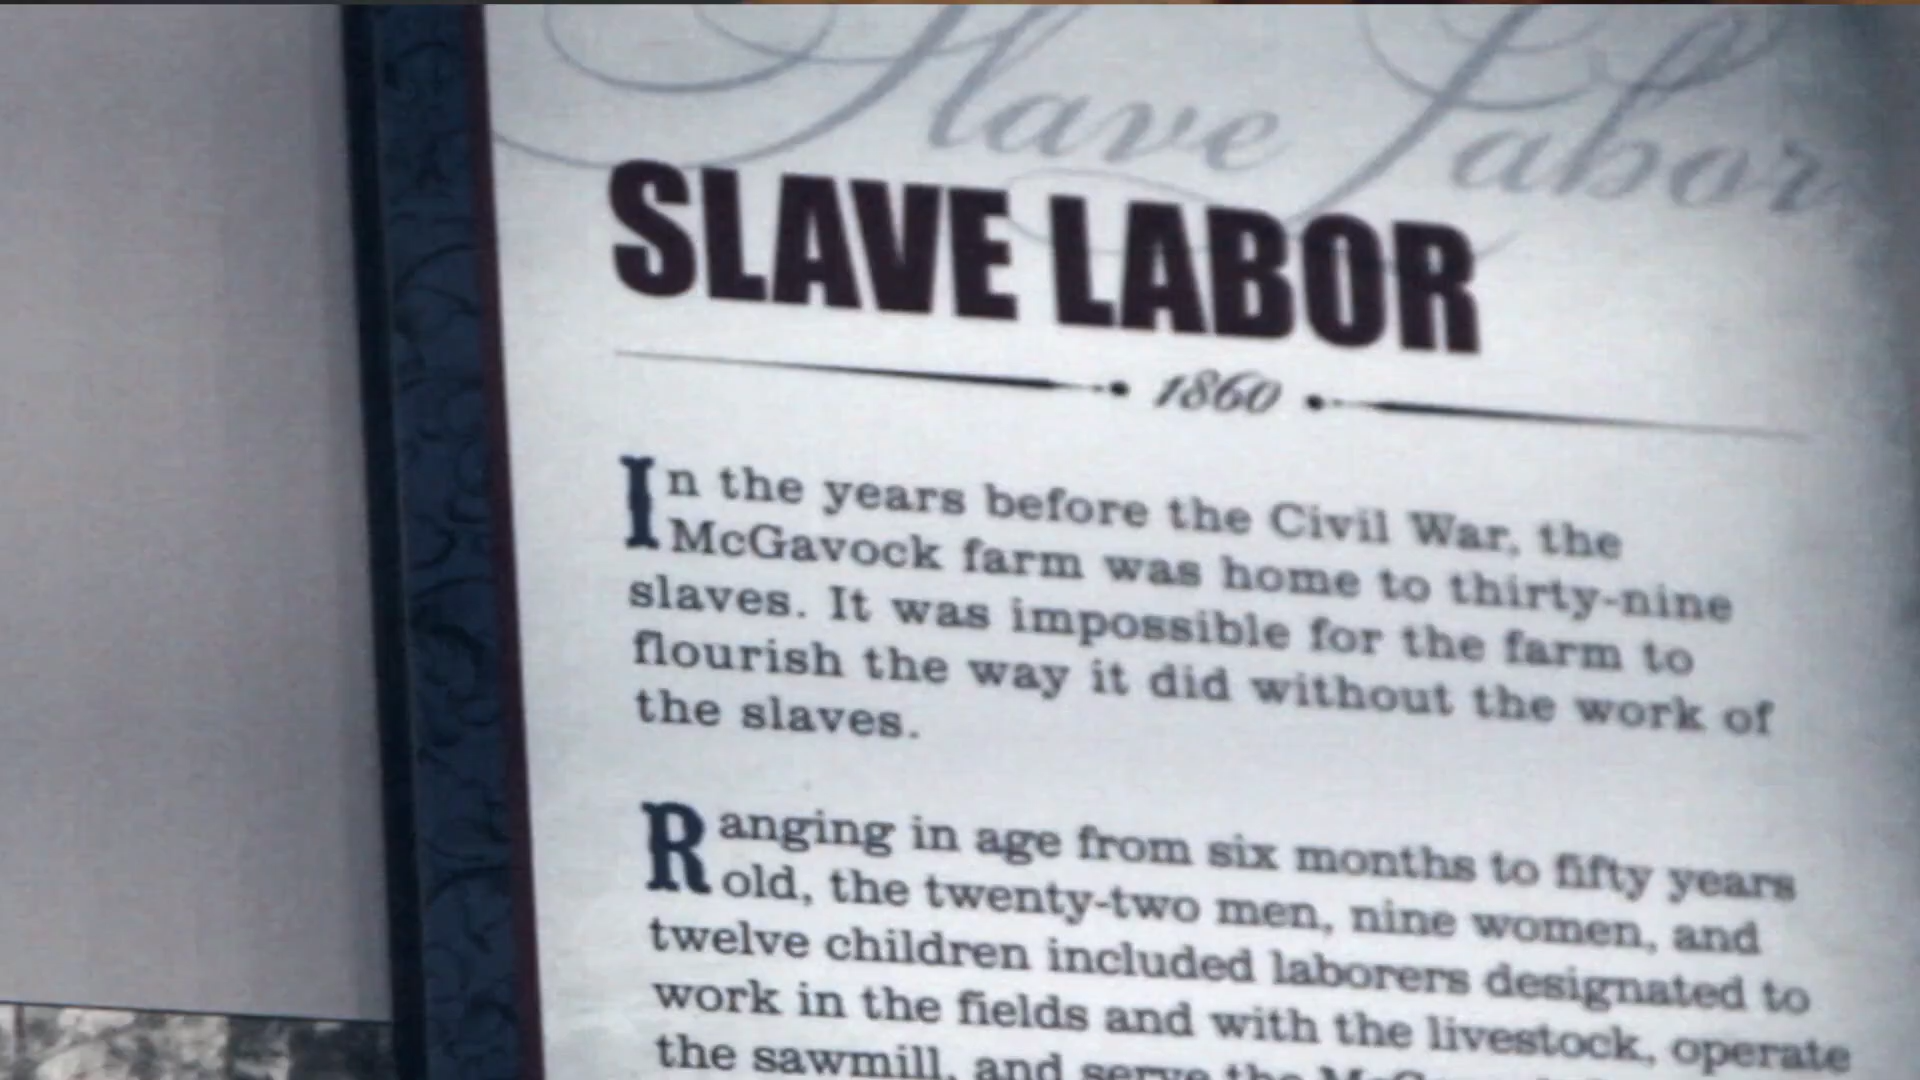 Slave Labor
SLAVE LABOR
1860
In the years before the Civil War, the
McGavock farm was home to thirty-nine
slaves. It was impossible for the farm to
flourish the way it did without the work of
the slaves.
Ranging in age from six months to fifty years
old, the twenty-two men, nine women, and
twelve children included laborers designated to
work in the fields and with the livestock, operate
the sawmill, and serve the